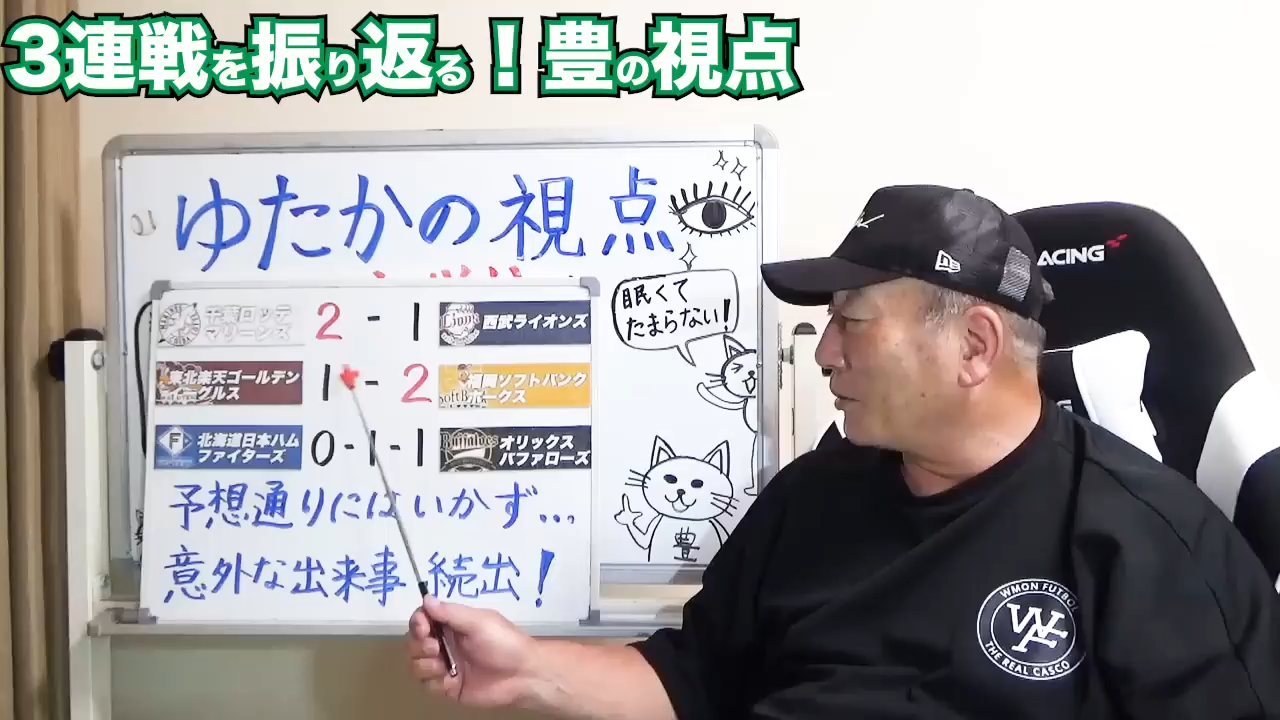 3連戦を振り返る！豊の視点
ゆたかの視点
眠くて
たまらない!
千葉ロッテ
マリーンズ
2 - 1
Lions
西武ライオンズ
東北楽天ゴールデン
イーグルス
1 - 2
福岡ソフトバンク
ホークス
F
北海道日本ハム
ファイターズ
0-1-1
Buffaloes
オリックス
バファローズ
予想通りにはいかず...
意外な出来事 続出!
豊
ACING
WMON FUTBOL
WF
THE REAL CASCO